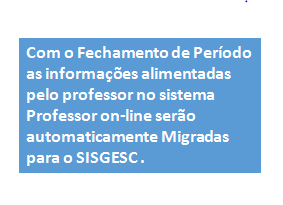 Com o Fechamento de Período
as informações alimentadas
pelo professor no sistema
Professor on-line serão
automaticamente Migradas
para o SISGESC .